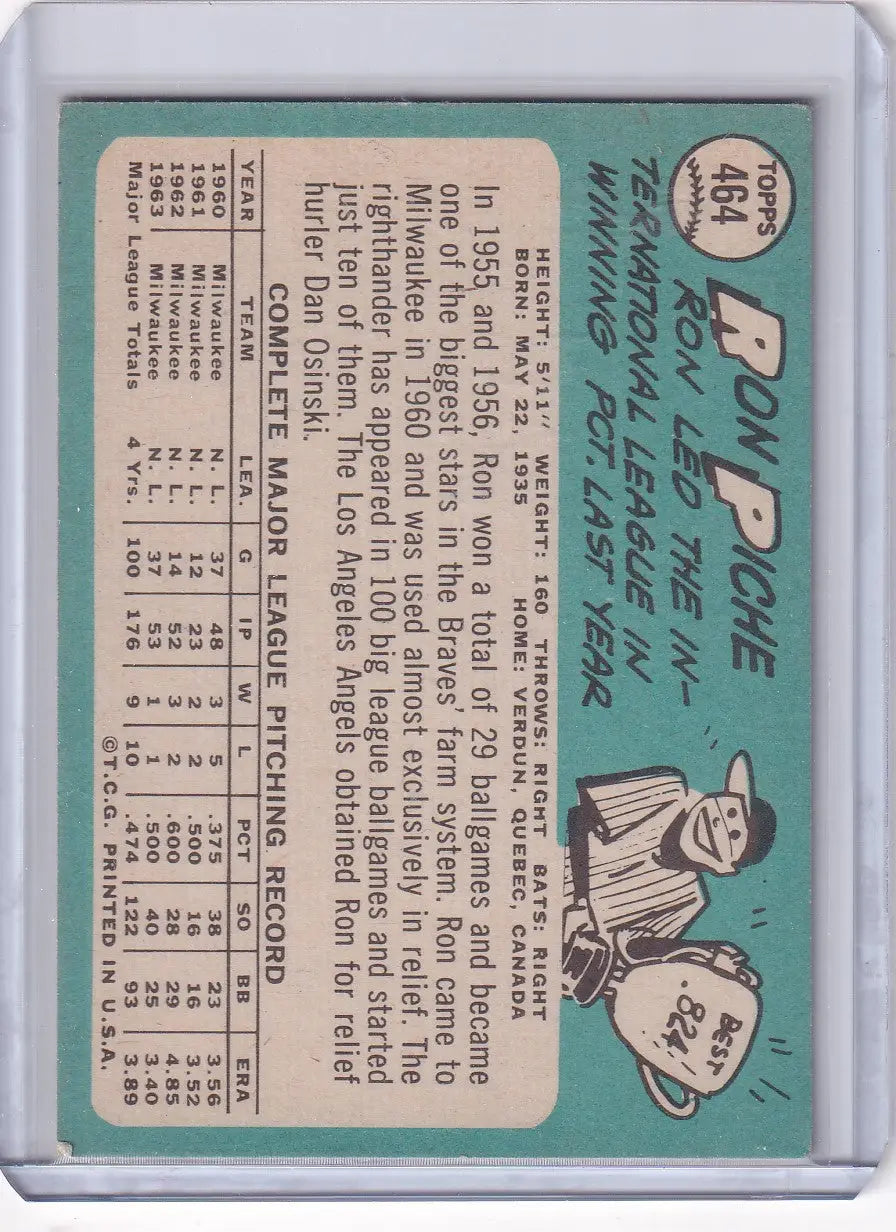 TOPPS
464
RON PICHE
RON LED THE IN-
TERNATIONAL LEAGUE IN
WINNING PCT. LAST YEAR
BEST
.824!
HEIGHT: 5'11" WEIGHT: 160 THROWS: RIGHT BATS: RIGHT
BORN: MAY 22, 1935 HOME: VERDUN, QUEBEC, CANADA
In 1955 and 1956, Ron won a total of 29 ballgames and became
one of the biggest stars in the Braves' farm system. Ron came to
Milwaukee in 1960 and was used almost exclusively in relief. The
righthander has appeared in 100 big league ballgames and started
just ten of them. The Los Angeles Angels obtained Ron for relief
hurler Dan Osinski.
COMPLETE MAJOR LEAGUE PITCHING RECORD
YEAR TEAM LEA. G IP W L PCT SO BB ERA
1960 Milwaukee N. L. 37 48 3 5 .375 38 23 3.56
1961 Milwaukee N. L. 12 23 2 2 .500 16 16 3.52
1962 Milwaukee N. L. 14 52 3 2 .600 28 29 4.85
1963 Milwaukee N. L. 37 53 1 1 .500 40 25 3.40
Major League Totals 4 Yrs. 100 176 9 10 .474 122 93 3.89
©T.C.G. PRINTED IN U.S.A.